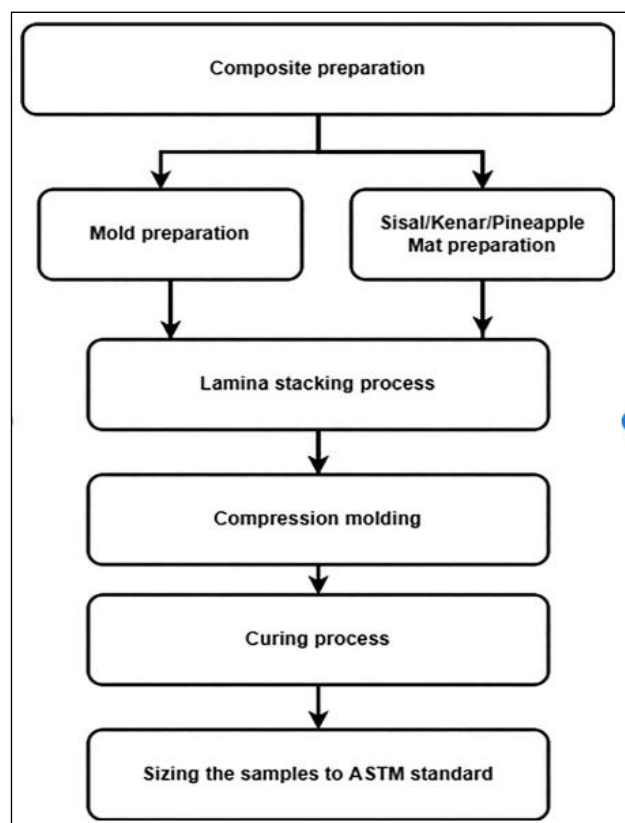 Composite preparation
Mold preparation
Sisal/Kenar/Pineapple
Mat preparation
Lamina stacking process
Compression molding
Curing process
Sizing the samples to ASTM standard